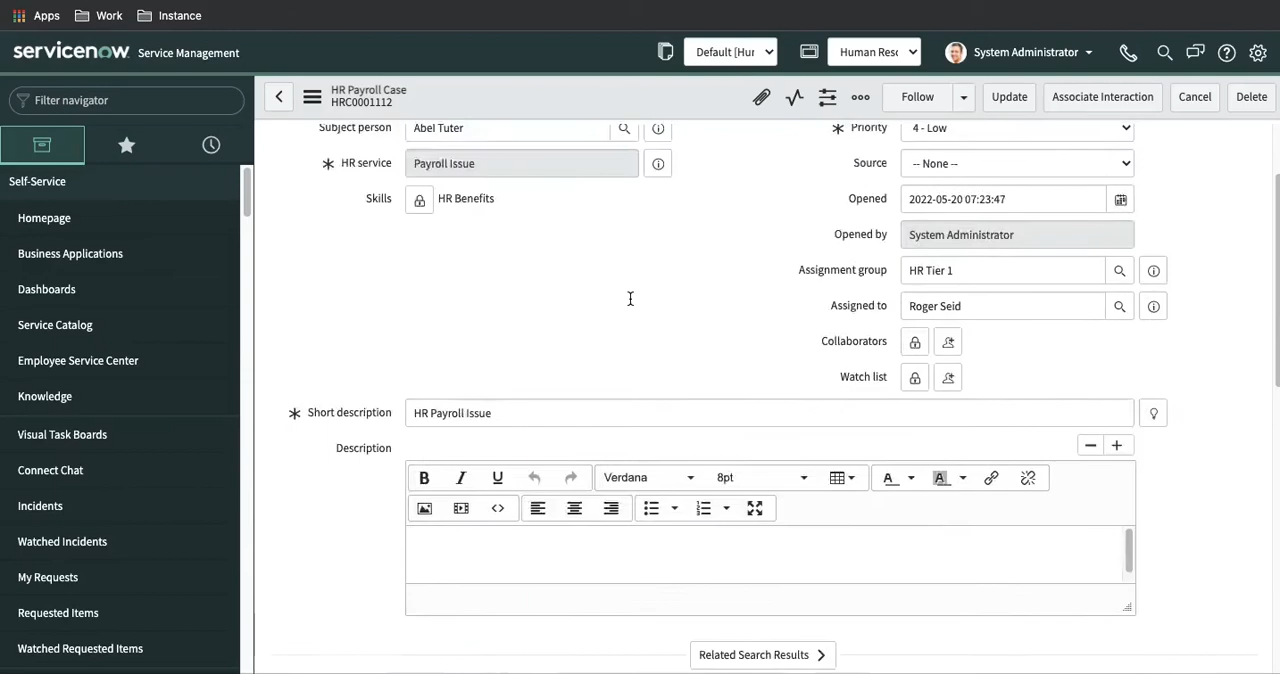 Apps Work Instance
servicenow Service Management Default [Hur Human Resc System Administrator
Filter navigator
HR Payroll Case
HRC0001112
Follow Update Associate Interaction Cancel Delete
Self-Service
Homepage
Business Applications
Dashboards
Service Catalog
Employee Service Center
Knowledge
Visual Task Boards
Connect Chat
Incidents
Watched Incidents
My Requests
Requested Items
Watched Requested Items
Subject person Abel Tuter
HR service Payroll Issue
Skills HR Benefits
Priority 4 - Low
Source -- None --
Opened 2022-05-20 07:23:47
Opened by System Administrator
Assignment group HR Tier 1
Assigned to Roger Seid
Collaborators
Watch list
Short description HR Payroll Issue
Description
B I U Verdana 8pt A A
Related Search Results